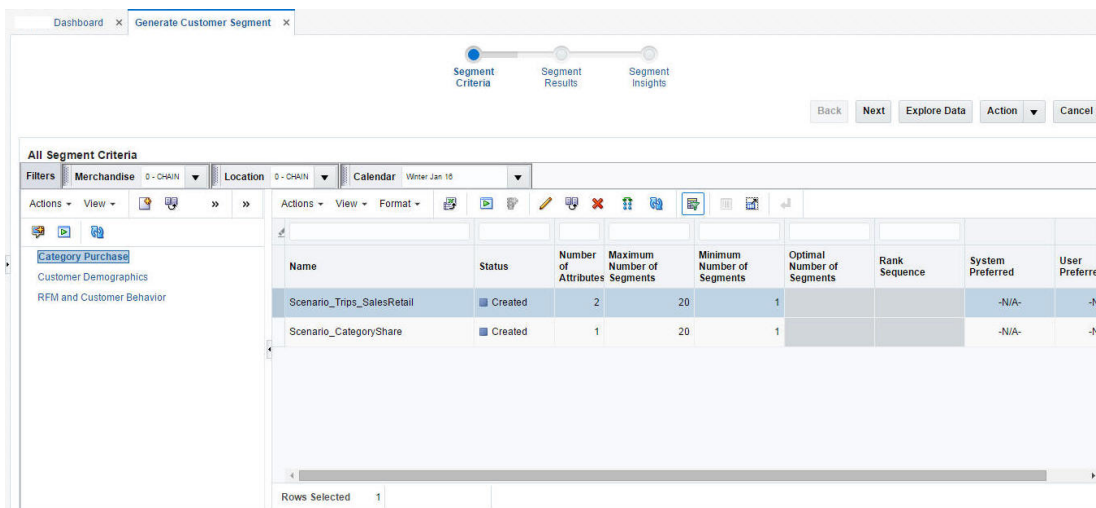 Dashboard × Generate Customer Segment ×
Segment Criteria
Segment Results
Segment Insights
Back Next Explore Data Action Cancel
All Segment Criteria
Filters Merchandise 0 - CHAIN Location 0 - CHAIN Calendar Winter Jan 16
Actions View » » Actions View Format
Name Status Number of Attributes Maximum Number of Segments Minimum Number of Segments Optimal Number of Segments Rank Sequence System Preferred User Preferre
Category Purchase
Customer Demographics
RFM and Customer Behavior
Scenario_Trips_SalesRetail Created 2 20 1 -N/A- -N
Scenario_CategoryShare Created 1 20 1 -N/A- -N
Rows Selected 1